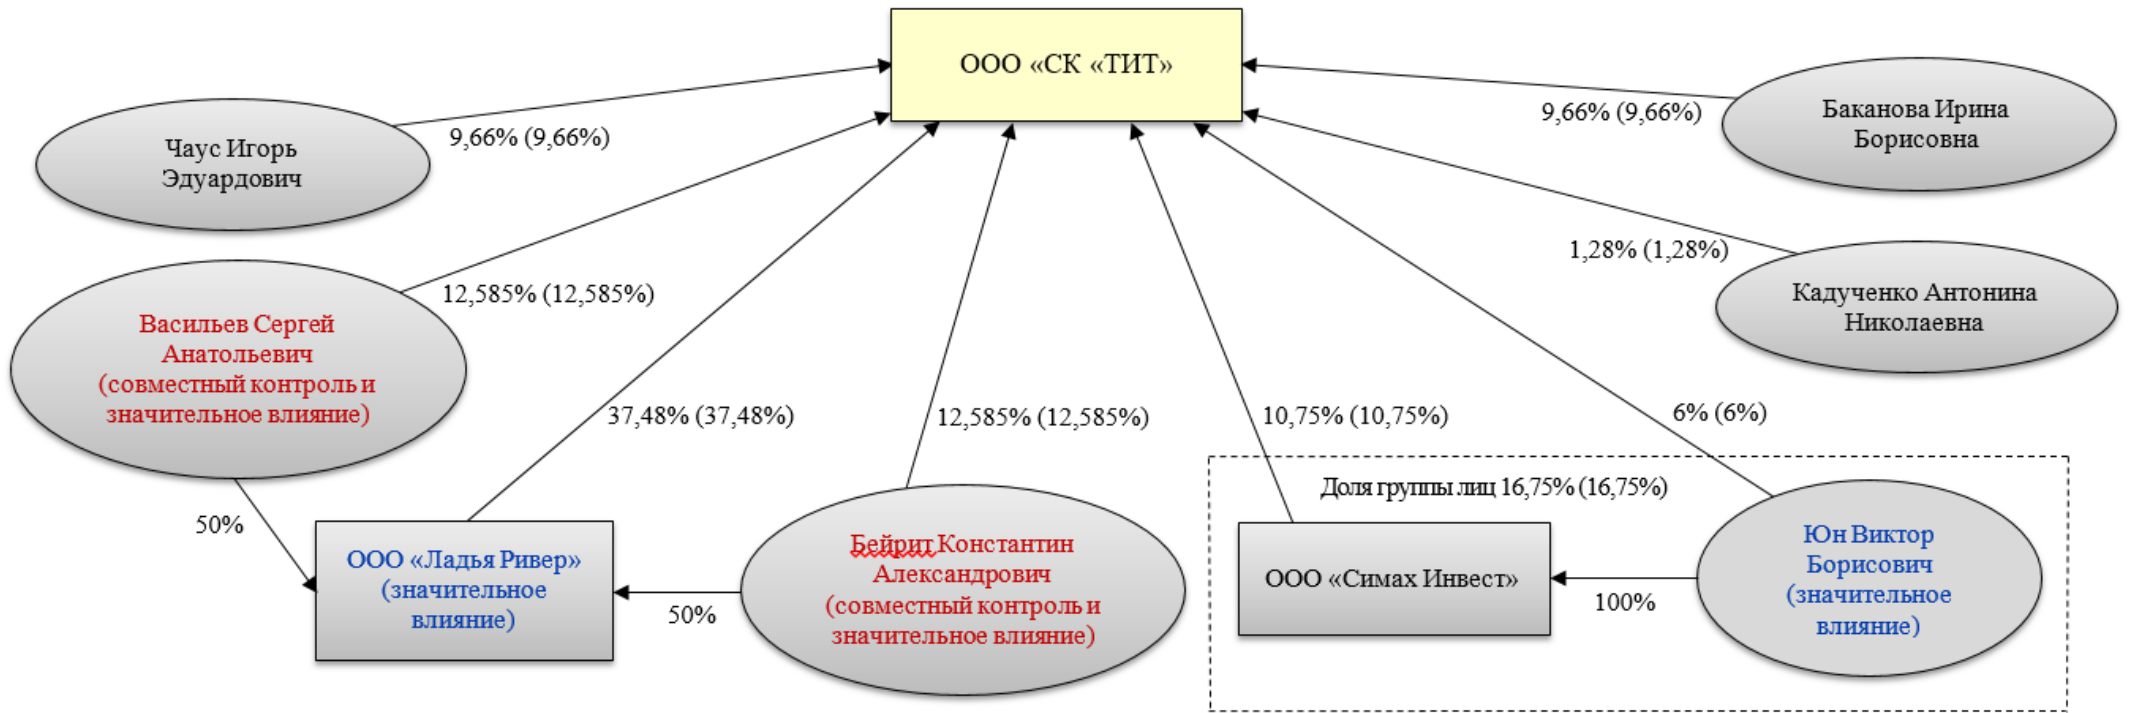 ООО «СК «ТИТ»
Чаус Игорь
Эдуардович
9,66% (9,66%)
9,66% (9,66%)
Баканова Ирина
Борисовна
12,585% (12,585%)
1,28% (1,28%)
Кадученко Антонина
Николаевна
Васильев Сергей
Анатольевич
(совместный контроль и
значительное влияние)
37,48% (37,48%)
12,585% (12,585%)
10,75% (10,75%)
6% (6%)
50%
ООО «Ладья Ривер»
(значительное
влияние)
50%
Бейрит Константин
Александрович
(совместный контроль и
значительное влияние)
Доля группы лиц 16,75% (16,75%)
ООО «Симах Инвест»
100%
Юн Виктор
Борисович
(значительное
влияние)